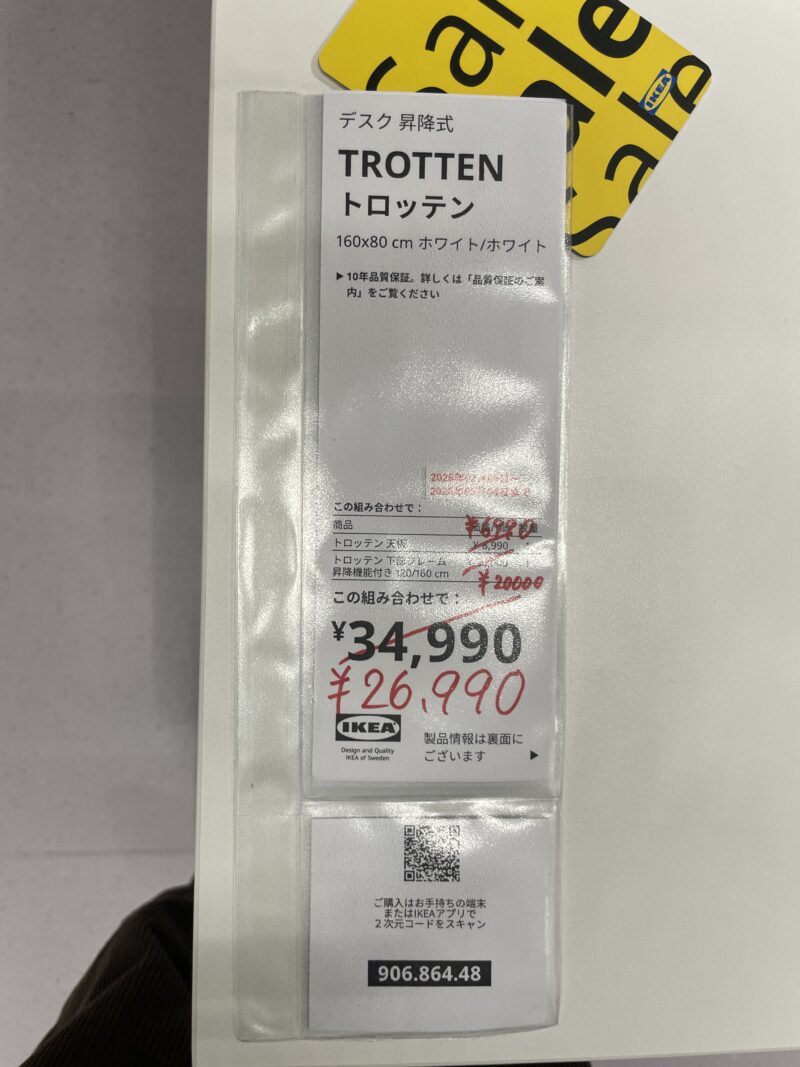 Sale
Sale
Sale
IKEA
デスク 昇降式
TROTTEN
トロッテン
160x80 cm ホワイト/ホワイト
▶10年品質保証。詳しくは「品質保証のご案
内」をご覧ください
この組み合わせで：
商品 数量
¥6990
トロッテン 天板 ¥8,990 1
トロッテン 下部フレーム
昇降機能付き 120/160 cm
¥20000
この組み合わせで：
¥34,990
¥26,990
IKEA
Design and Quality
IKEA of Sweden
製品情報は裏面に
ございます ▶
ご購入はお手持ちの端末
またはIKEAアプリで
２次元コードをスキャン
906.864.48